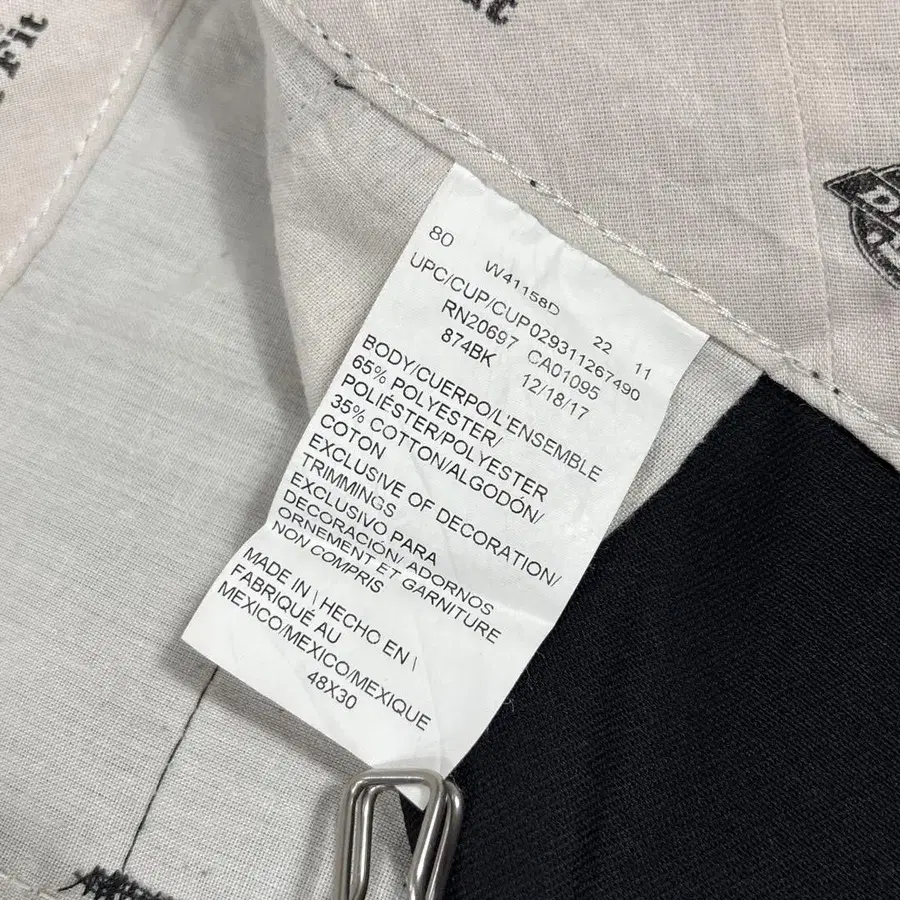 Fit
80
W41158D 22 11
UPC/CUP/CUP029311267490
RN20697 CA01095
874BK 12/18/17
BODY/CUERPO/L'ENSEMBLE
65% POLYESTER/
POLIÉSTER/POLYESTER
35% COTTON/ALGODÓN/
COTON
EXCLUSIVE OF DECORATION/
TRIMMINGS
EXCLUSIVO PARA
DECORACIÓN/ ADORNOS
ORNEMENT ET GARNITURE
NON COMPRIS
MADE IN \ HECHO EN \
FABRIQUÉ AU
MEXICO/MEXICO/MEXIQUE
48X30